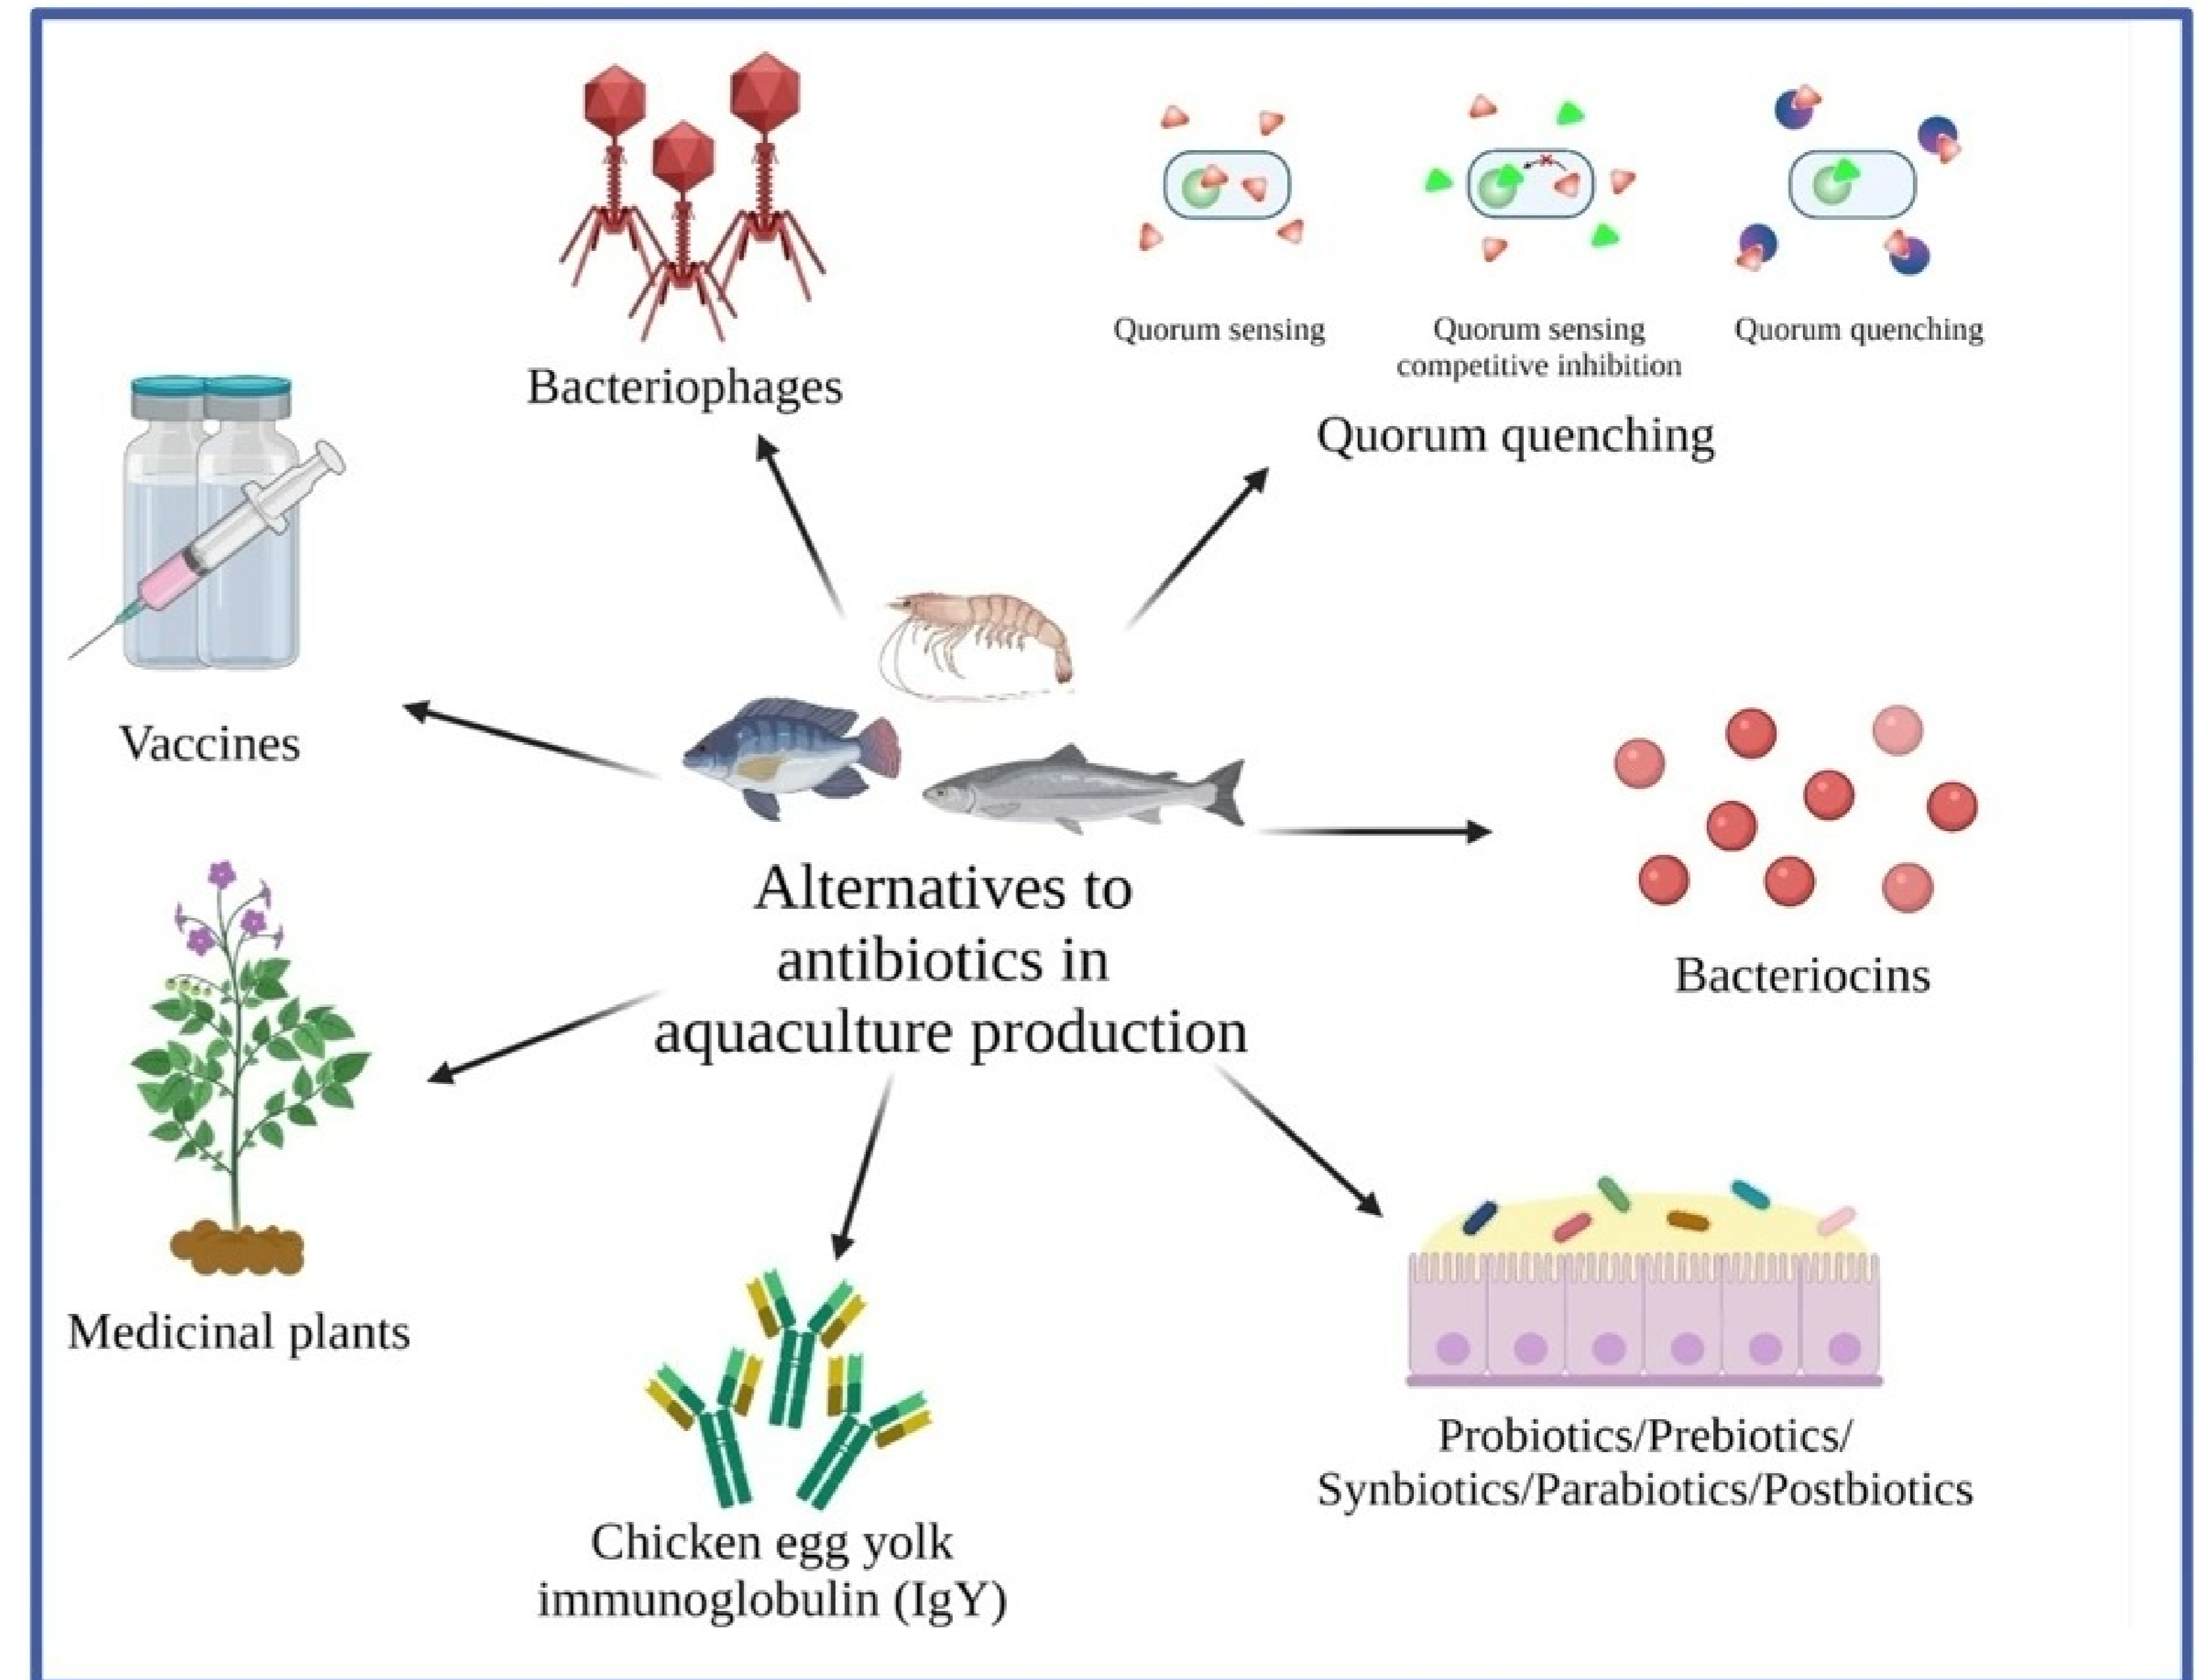 Bacteriophages
Quorum sensing
Quorum sensing
competitive inhibition
Quorum quenching
Quorum quenching
Vaccines
Alternatives to
antibiotics in
aquaculture production
Bacteriocins
Medicinal plants
Chicken egg yolk
immunoglobulin (IgY)
Probiotics/Prebiotics/
Synbiotics/Parabiotics/Postbiotics